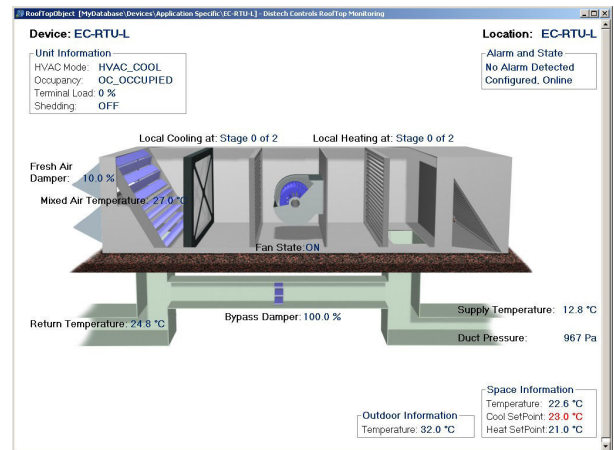 RoofTopObject [MyDatabase\Devices\Application Specific\EC-RTU-L] - Distech Controls RoofTop Monitoring
Device: EC-RTU-L
Location: EC-RTU-L
Unit Information
HVAC Mode: HVAC_COOL
Occupancy: OC_OCCUPIED
Terminal Load: 0 %
Shedding: OFF
Alarm and State
No Alarm Detected
Configured, Online
Local Cooling at: Stage 0 of 2
Local Heating at: Stage 0 of 2
Fresh Air
Damper: 10.0 %
Mixed Air Temperature: 27.0 °C
Fan State: ON
Bypass Damper: 100.0 %
Return Temperature: 24.8 °C
Supply Temperature: 12.8 °C
Duct Pressure: 967 Pa
Outdoor Information
Temperature: 32.0 °C
Space Information
Temperature: 22.6 °C
Cool SetPoint: 23.0 °C
Heat SetPoint: 21.0 °C